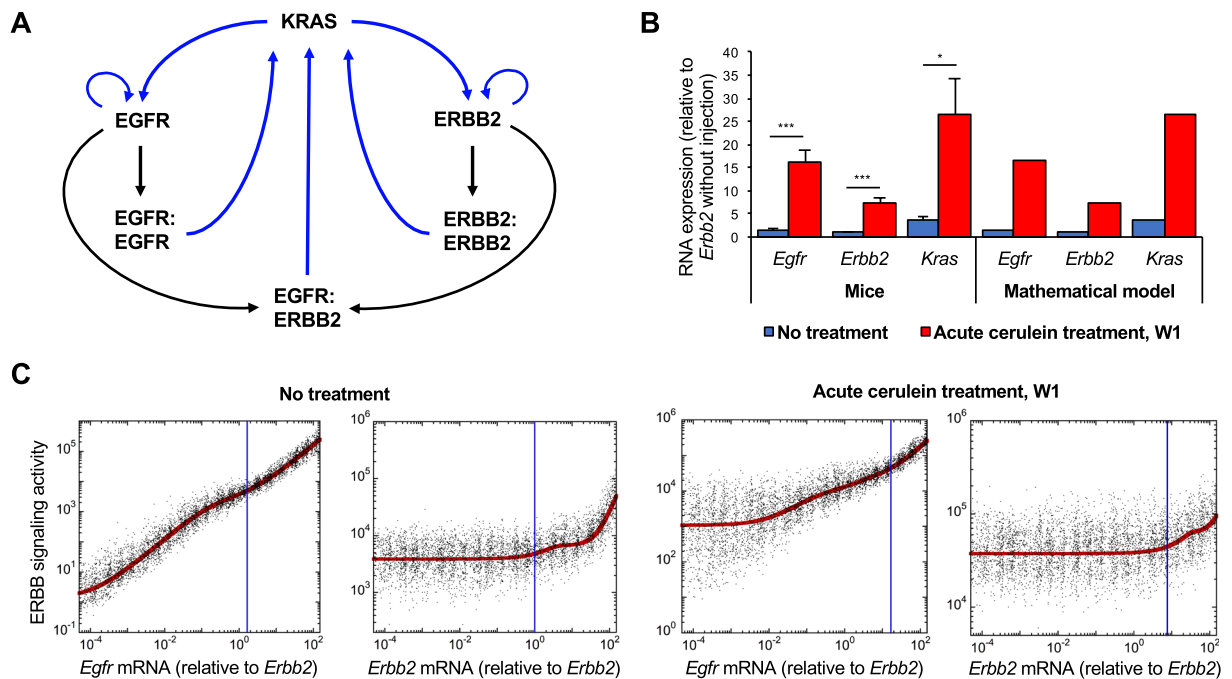 A
KRAS
EGFR
ERBB2
EGFR:
EGFR
ERBB2:
ERBB2
EGFR:
ERBB2
B
RNA expression (relative to
Erbb2 without injection)
40
35
30
25
20
15
10
5
0
***
***
*
Egfr
Erbb2
Kras
Egfr
Erbb2
Kras
Mice
Mathematical model
No treatment
Acute cerulein treatment, W1
C
No treatment
Acute cerulein treatment, W1
ERBB signaling activity
10^5
10^3
10^1
10^-1
10^-4
10^-2
10^0
10^2
Egfr mRNA (relative to Erbb2)
10^6
10^5
10^4
10^3
10^-4
10^-2
10^0
10^2
Erbb2 mRNA (relative to Erbb2)
10^6
10^4
10^2
10^0
10^-4
10^-2
10^0
10^2
Egfr mRNA (relative to Erbb2)
10^6
10^5
10^4
10^-4
10^-2
10^0
10^2
Erbb2 mRNA (relative to Erbb2)